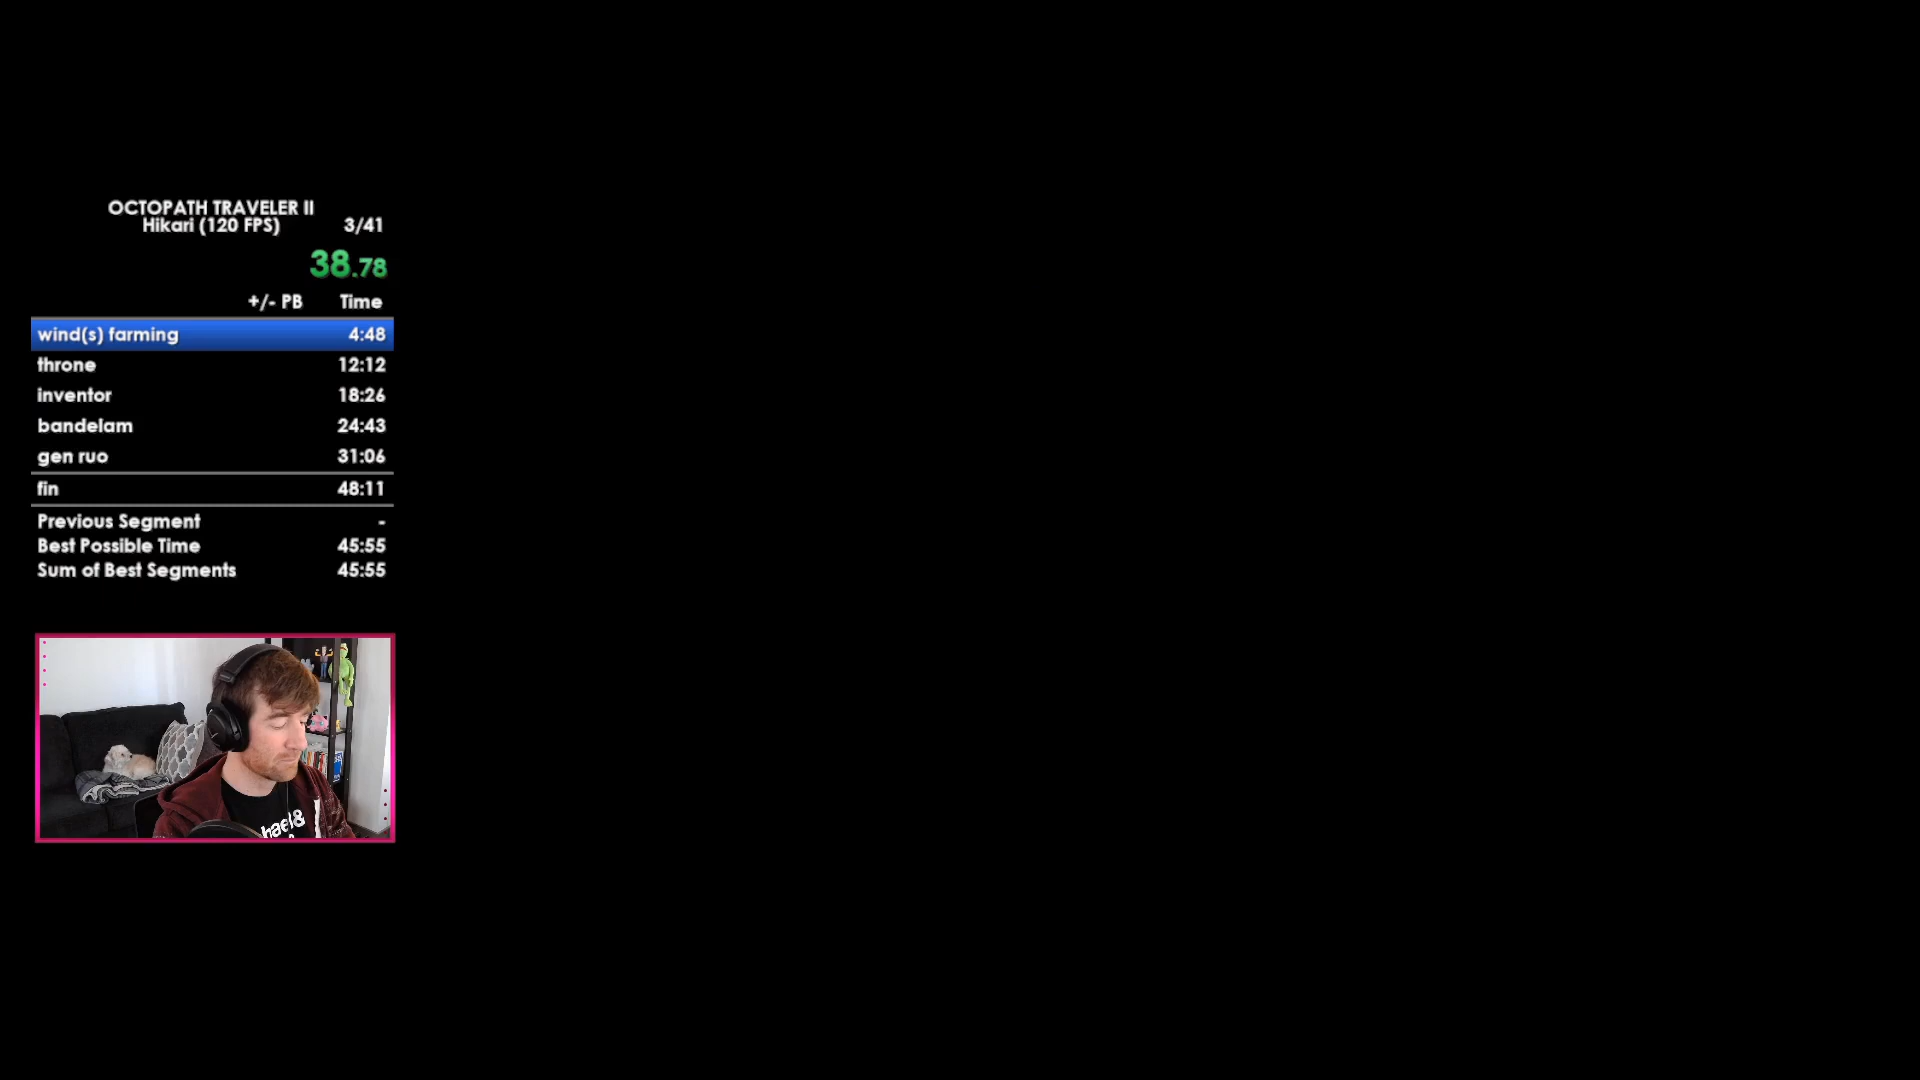 OCTOPATH TRAVELER II
Hikari (120 FPS) 3/41
38.78
+/- PB Time
wind(s) farming 4:48
throne 12:12
inventor 18:26
bandelam 24:43
gen ruo 31:06
fin 48:11
Previous Segment -
Best Possible Time 45:55
Sum of Best Segments 45:55